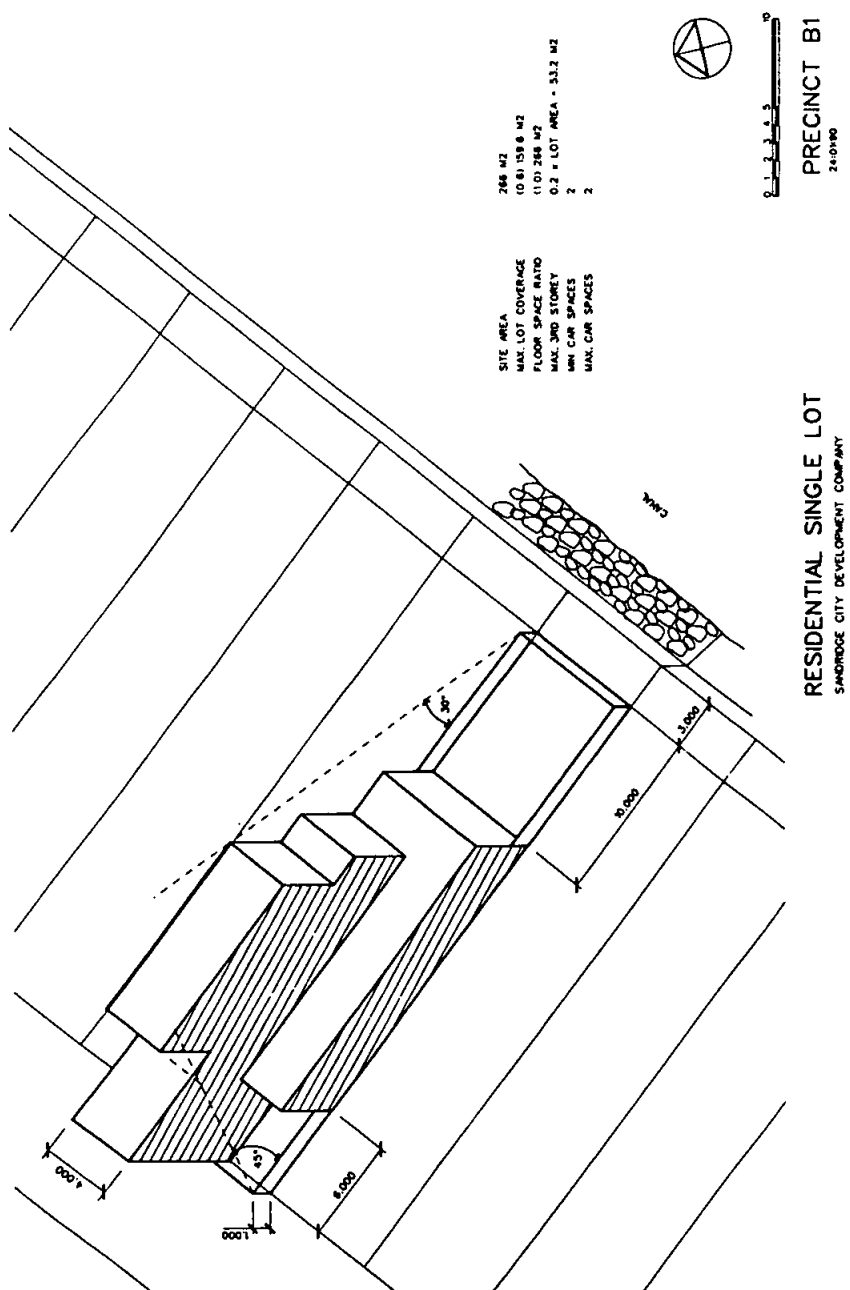 SITE AREA 266 M2
MAX. LOT COVERAGE (0.6) 159.6 M2
FLOOR SPACE RATIO (1.0) 266 M2
MAX. 3RD STOREY 0.2 x LOT AREA = 53.2 M2
MIN CAR SPACES 2
MAX. CAR SPACES 2
CANAL
30°
45°
4.000
1.000
6.000
10.000
3.000
0 1 2 3 4 5 10
RESIDENTIAL SINGLE LOT
SANDRIDGE CITY DEVELOPMENT COMPANY
PRECINCT B1